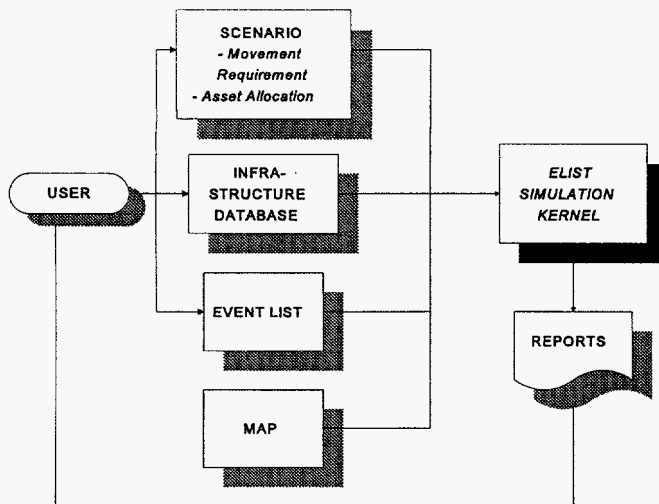 SCENARIO
- Movement
Requirement
- Asset Allocation
USER
INFRA-
STRUCTURE
DATABASE
ELIST
SIMULATION
KERNEL
EVENT LIST
REPORTS
MAP